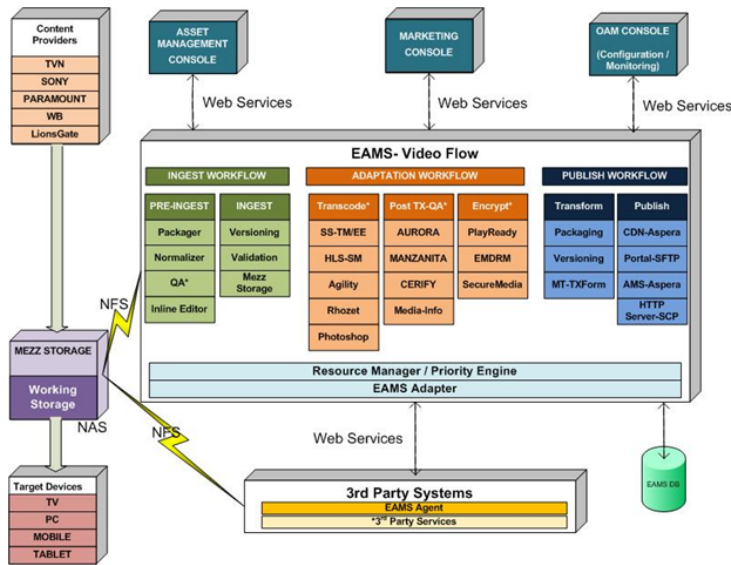 Content
Providers
TVN
SONY
PARAMOUNT
WB
LionsGate
ASSET
MANAGEMENT
CONSOLE
MARKETING
CONSOLE
OAM CONSOLE
(Configuration /
Monitoring)
Web Services
Web Services
Web Services
EAMS- Video Flow
INGEST WORKFLOW
PRE-INGEST
Packager
Normalizer
QA*
Inline Editor
INGEST
Versioning
Validation
Mezz
Storage
ADAPTATION WORKFLOW
Transcode*
SS-TM/EE
HLS-SM
Agility
Rhozet
Photoshop
Post TX-QA*
AURORA
MANZANITA
CERIFY
Media-Info
Encrypt*
PlayReady
EMDRM
SecureMedia
PUBLISH WORKFLOW
Transform
Packaging
Versioning
MT-TXForm
Publish
CDN-Aspera
Portal-SFTP
AMS-Aspera
HTTP
Server-SCP
Resource Manager / Priority Engine
EAMS Adapter
NFS
MEZZ STORAGE
Working
Storage
NAS
NFS
Web Services
EAMS DB
Target Devices
TV
PC
MOBILE
TABLET
3rd Party Systems
EAMS Agent
*3rd Party Services